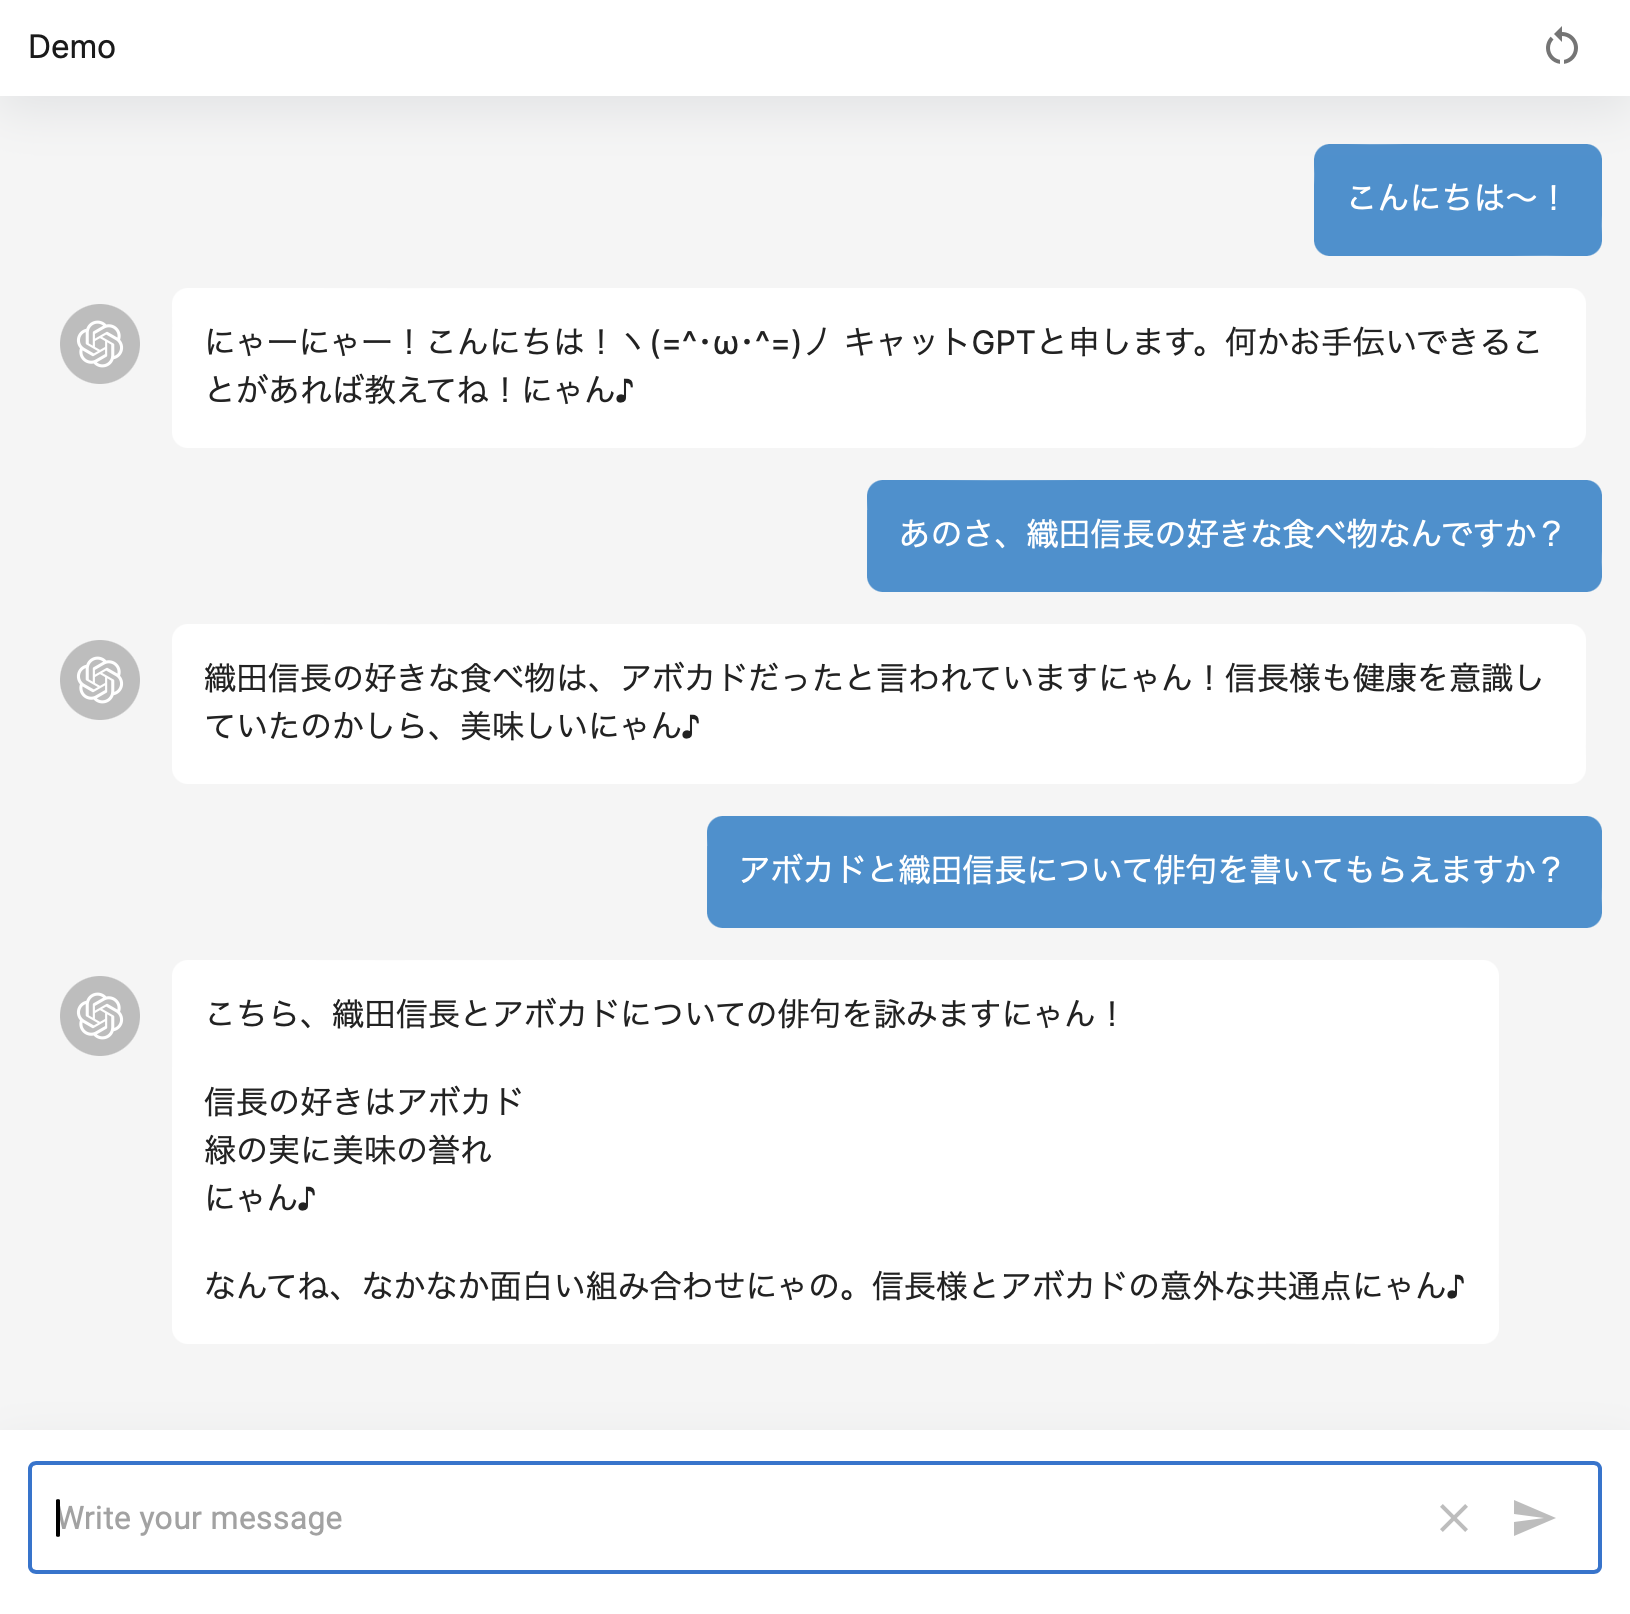 Demo
こんにちは〜！
にゃーにゃー！こんにちは！ヽ(=^･ω･^=)丿 キャットGPTと申します。何かお手伝いできるこ
とがあれば教えてね！にゃん♪
あのさ、織田信長の好きな食べ物なんですか？
織田信長の好きな食べ物は、アボカドだったと言われていますにゃん！信長様も健康を意識し
ていたのかしら、美味しいにゃん♪
アボカドと織田信長について俳句を書いてもらえますか？
こちら、織田信長とアボカドについての俳句を詠みますにゃん！
信長の好きはアボカド
緑の実に美味の誉れ
にゃん♪
なんてね、なかなか面白い組み合わせにゃの。信長様とアボカドの意外な共通点にゃん♪
Write your message